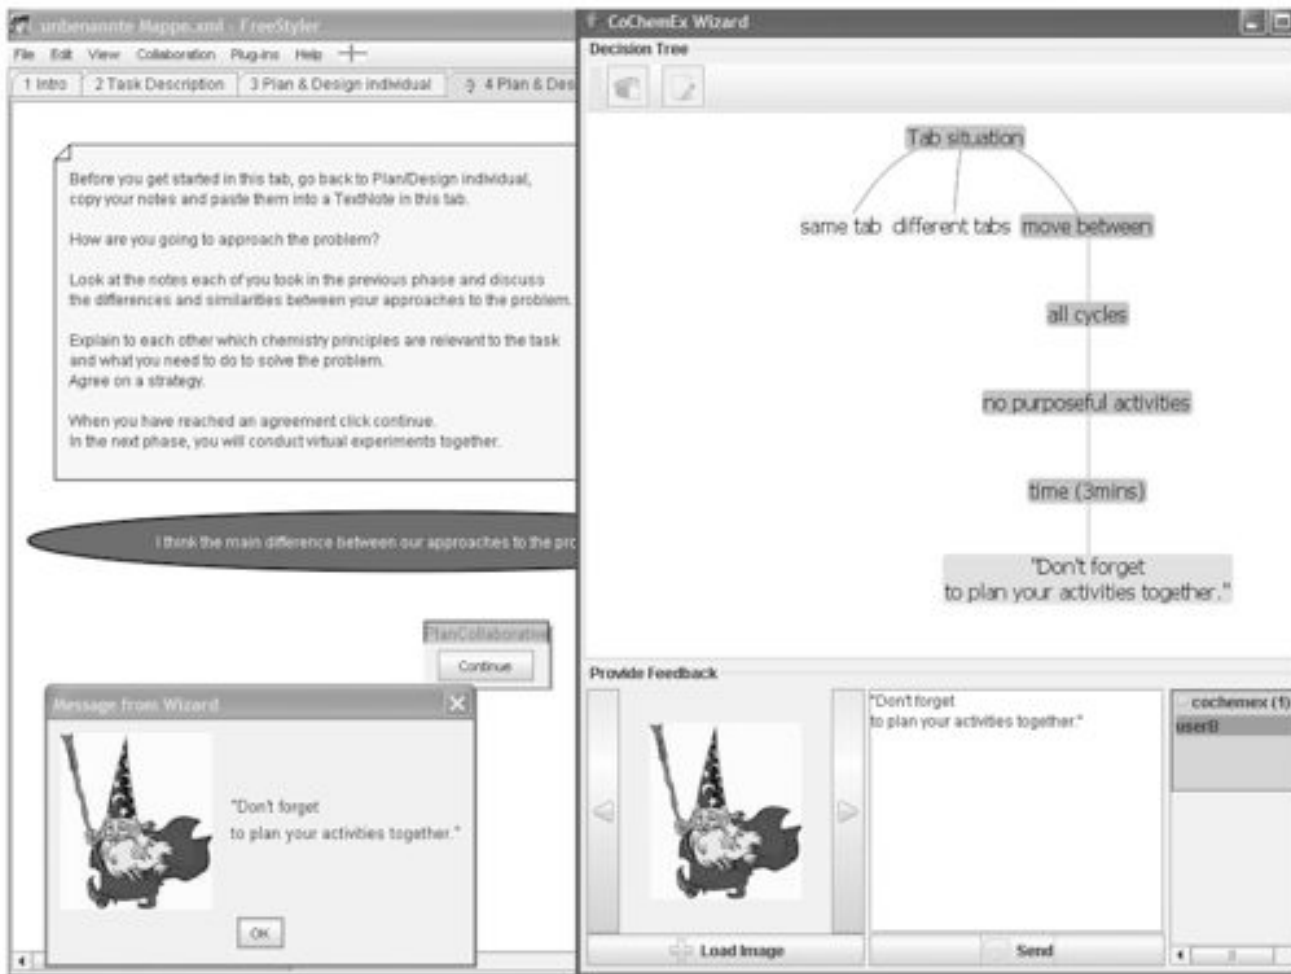 unbenannte Mappe.xml - FreeStyler
File Edit View Collaboration Plug-ins Help
1 Intro 2 Task Description 3 Plan & Design individual 4 Plan & Des
Before you get started in this tab, go back to Plan/Design individual,
copy your notes and paste them into a TextNote in this tab.
How are you going to approach the problem?
Look at the notes each of you took in the previous phase and discuss
the differences and similarities between your approaches to the problem.
Explain to each other which chemistry principles are relevant to the task
and what you need to do to solve the problem.
Agree on a strategy.
When you have reached an agreement click continue.
In the next phase, you will conduct virtual experiments together.
I think the main difference between our approaches to the pro
PlanCollaborative
Continue
Message from Wizard
"Don't forget
to plan your activities together."
OK
CoChemEx Wizard
Decision Tree
Tab situation
same tab different tabs move between
all cycles
no purposeful activities
time (3mins)
"Don't forget
to plan your activities together."
Provide Feedback
"Don't forget
to plan your activities together."
cochemex (1)
userB
Load Image
Send